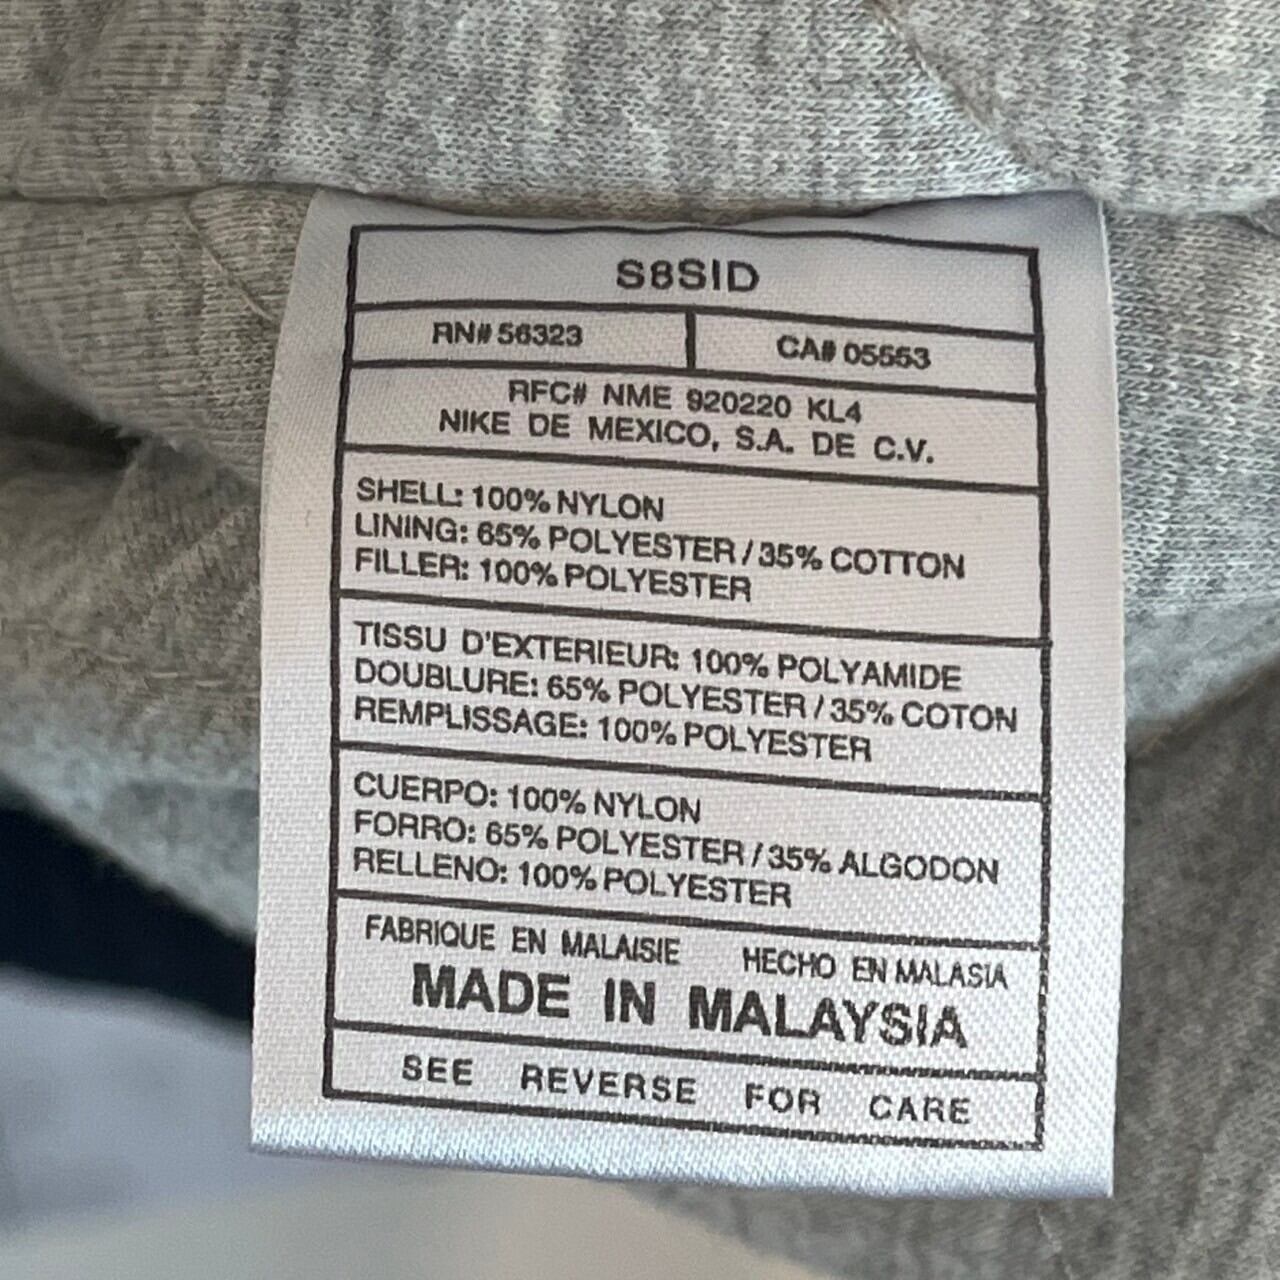 S8SID
RN# 56323
CA# 05553
RFC# NME 920220 KL4
NIKE DE MEXICO, S.A. DE C.V.
SHELL: 100% NYLON
LINING: 65% POLYESTER / 35% COTTON
FILLER: 100% POLYESTER
TISSU D'EXTERIEUR: 100% POLYAMIDE
DOUBLURE: 65% POLYESTER / 35% COTON
REMPLISSAGE: 100% POLYESTER
CUERPO: 100% NYLON
FORRO: 65% POLYESTER / 35% ALGODON
RELLENO: 100% POLYESTER
FABRIQUE EN MALAISIE HECHO EN MALASIA
MADE IN MALAYSIA
SEE REVERSE FOR CARE